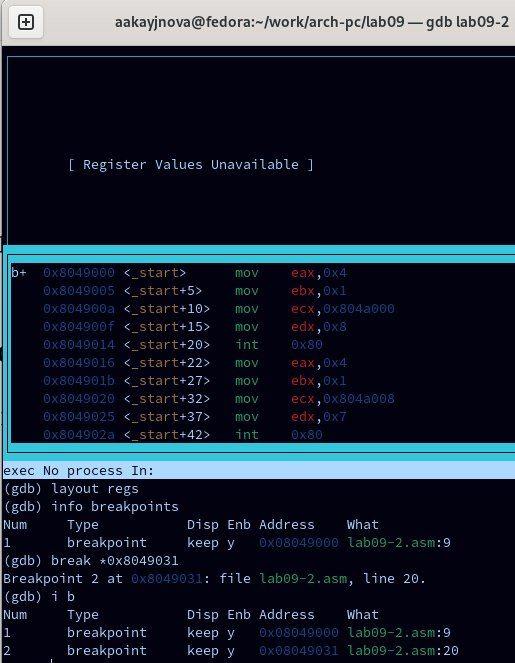 aakayjnova@fedora:~/work/arch-pc/lab09 — gdb lab09-2
[ Register Values Unavailable ]
b+ 0x8049000 <_start> mov eax,0x4
0x8049005 <_start+5> mov ebx,0x1
0x804900a <_start+10> mov ecx,0x804a000
0x804900f <_start+15> mov edx,0x8
0x8049014 <_start+20> int 0x80
0x8049016 <_start+22> mov eax,0x4
0x804901b <_start+27> mov ebx,0x1
0x8049020 <_start+32> mov ecx,0x804a008
0x8049025 <_start+37> mov edx,0x7
0x804902a <_start+42> int 0x80
exec No process In:
(gdb) layout regs
(gdb) info breakpoints
Num Type Disp Enb Address What
1 breakpoint keep y 0x08049000 lab09-2.asm:9
(gdb) break *0x8049031
Breakpoint 2 at 0x8049031: file lab09-2.asm, line 20.
(gdb) i b
Num Type Disp Enb Address What
1 breakpoint keep y 0x08049000 lab09-2.asm:9
2 breakpoint keep y 0x08049031 lab09-2.asm:20